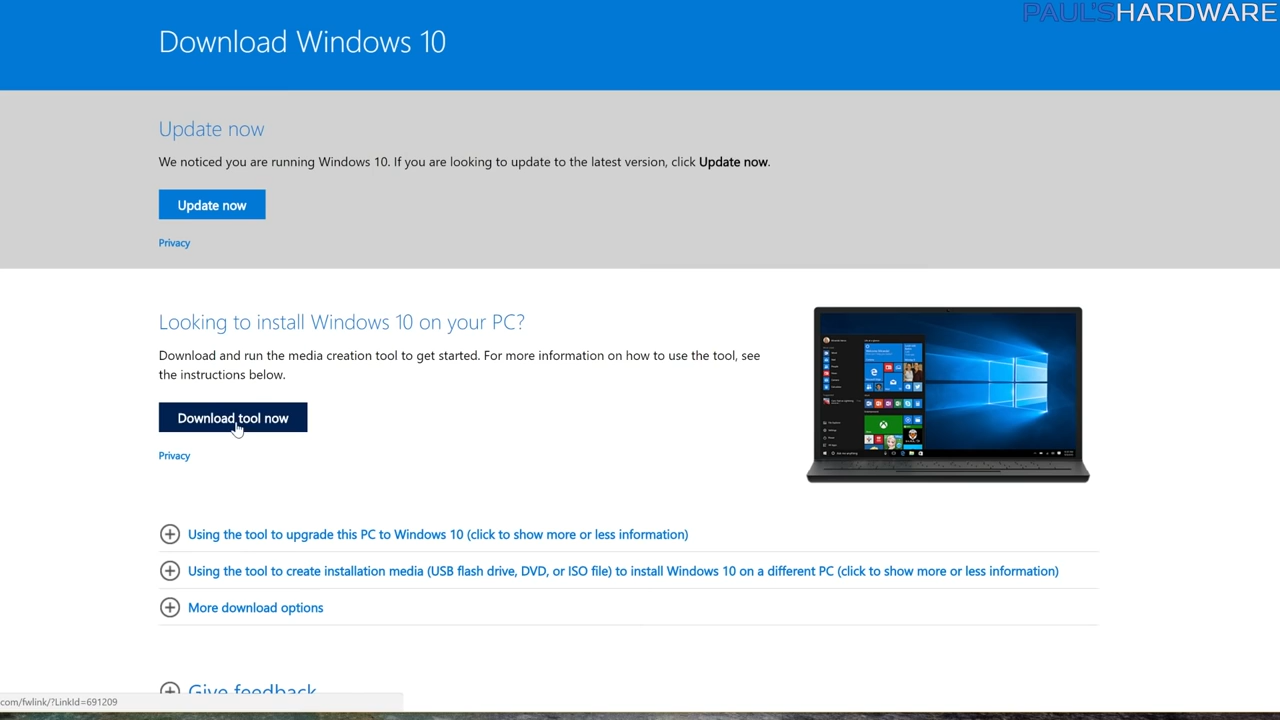 PAUL'SHARDWARE
Download Windows 10
Update now
We noticed you are running Windows 10. If you are looking to update to the latest version, click Update now.
Update now
Privacy
Looking to install Windows 10 on your PC?
Download and run the media creation tool to get started. For more information on how to use the tool, see
the instructions below.
Download tool now
Privacy
Using the tool to upgrade this PC to Windows 10 (click to show more or less information)
Using the tool to create installation media (USB flash drive, DVD, or ISO file) to install Windows 10 on a different PC (click to show more or less information)
More download options
Give feedback
com/fwlink/?LinkId=691209